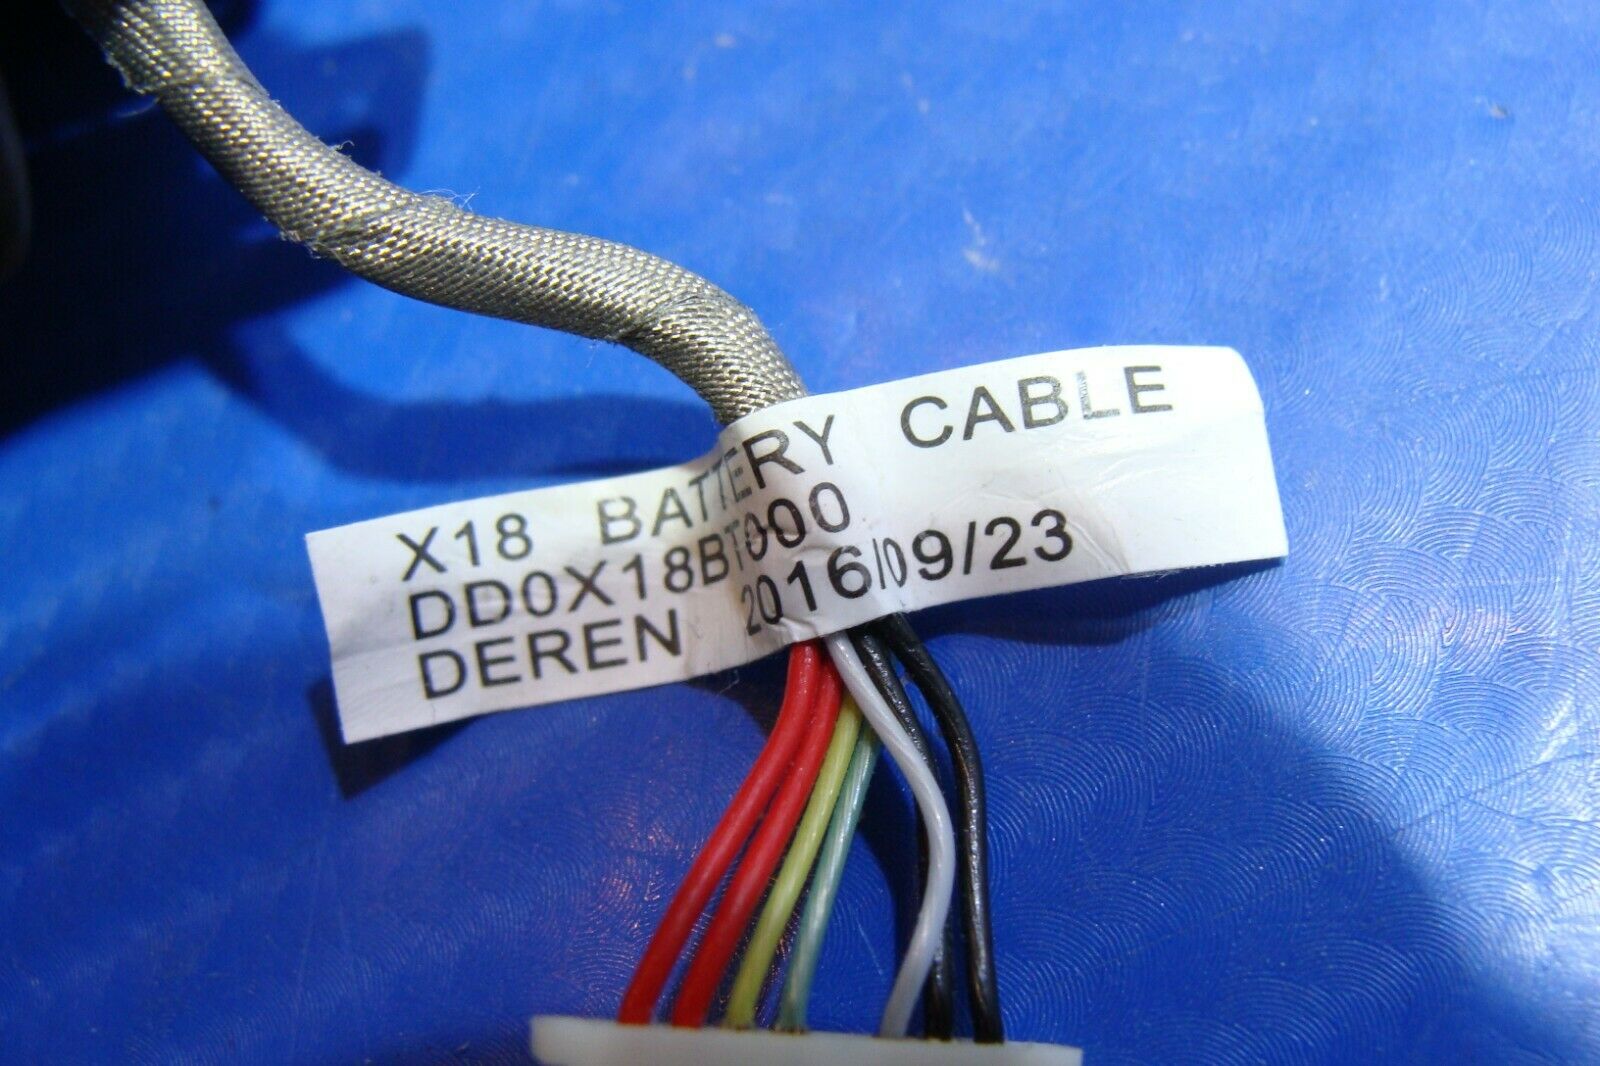 X18 BATTERY CABLE
DD0X18BT000
DEREN 2016/09/23